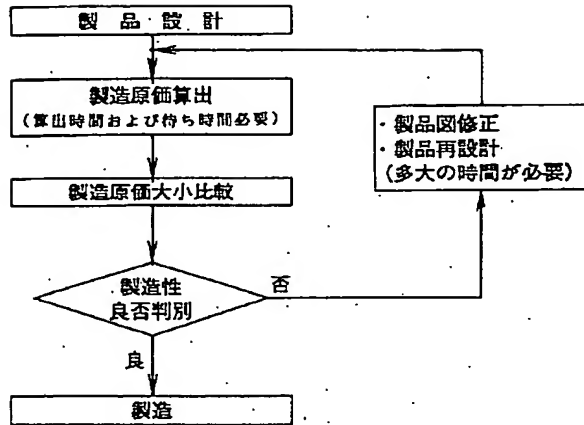 製品設計
製造原価算出
(算出時間および待ち時間必要)
製造原価大小比較
製造性
良否判別
否
良
製造
・製品図修正
・製品再設計
(多大の時間が必要)